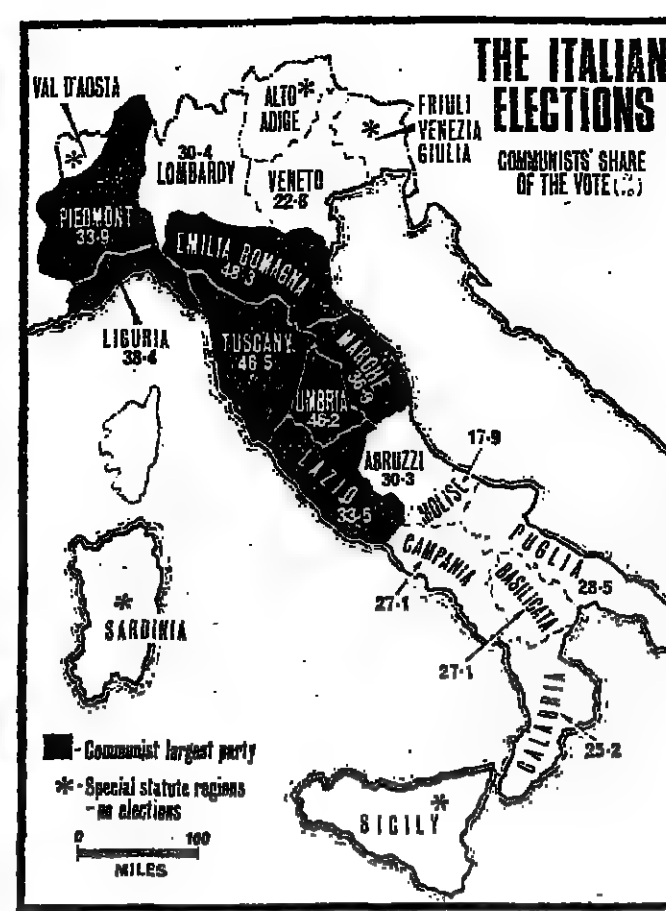 THE ITALIAN
ELECTIONS
COMMUNISTS' SHARE
OF THE VOTE (%)
VAL D'AOSTA
*
ALTO *
ADIGE
FRIULI
* VENEZIA
GIULIA
30·4
LOMBARDY
VENETO
22·8
PIEDMONT
33·9
EMILIA ROMAGNA
48·3
LIGURIA
38·4
TUSCANY
46·5
MARCHE
UMBRIA
46·2
LAZIO
33·5
ABRUZZI
30·3
17·9
MOLISE
CAMPANIA
27·1
PUGLIA
28·5
BASILICATA
27·1
CALABRIA
25·2
*
SARDINIA
*
SICILY
- Communist largest party
* - Special statute regions
- no elections
0 100
MILES